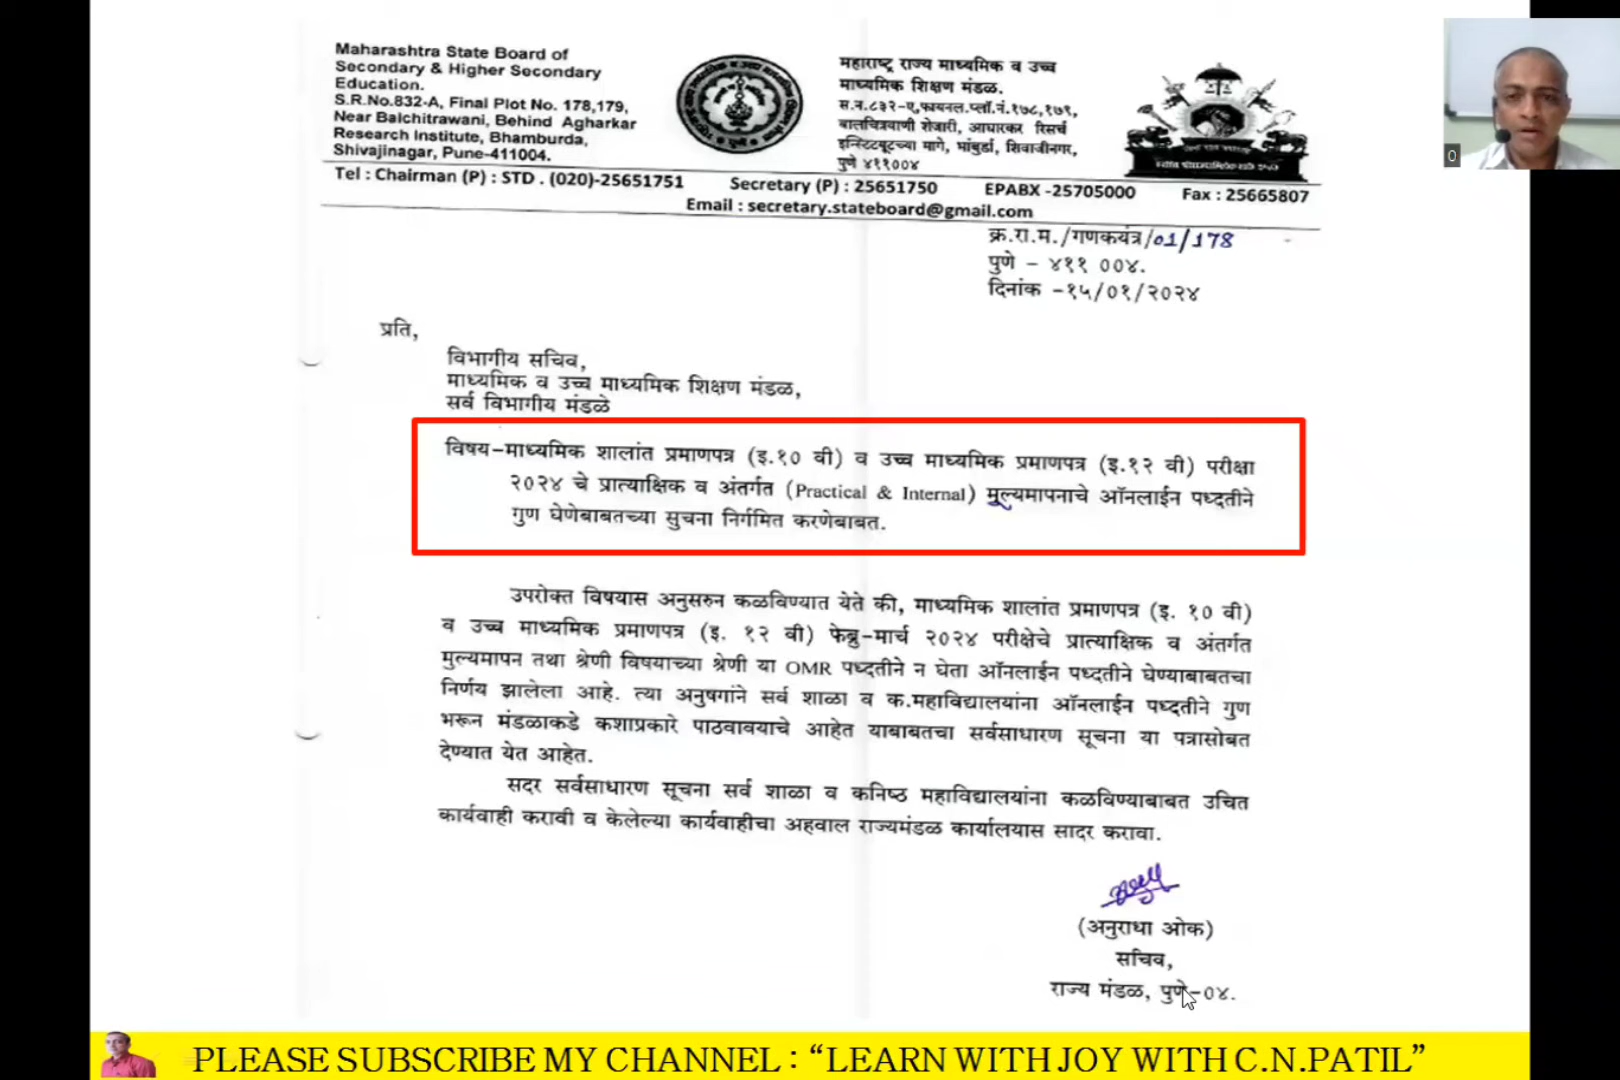 Maharashtra State Board of
Secondary & Higher Secondary
Education.
S.R.No.832-A, Final Plot No. 178,179,
Near Balchitrawani, Behind Agharkar
Research Institute, Bhamburda,
Shivajinagar, Pune-411004.
महाराष्ट्र राज्य माध्यमिक व उच्च
माध्यमिक शिक्षण मंडळ.
स.न.८३२-ए,फायनल.प्लॉ.नं.१७८,१७९,
बालचित्रवाणी शेजारी, आघारकर रिसर्च
इन्स्टिटयूटच्या मागे, भांबुर्डा, शिवाजीनगर,
पुणे ४११००४
Tel : Chairman (P) : STD . (020)-25651751 Secretary (P) : 25651750 EPABX -25705000 Fax : 25665807
Email : secretary.stateboard@gmail.com
क्र.रा.म./गणकयंत्र/01/178
पुणे - ४११ ००४.
दिनांक -१५/०१/२०२४
प्रति,
विभागीय सचिव,
माध्यमिक व उच्च माध्यमिक शिक्षण मंडळ,
सर्व विभागीय मंडळे
विषय-माध्यमिक शालांत प्रमाणपत्र (इ.१० वी) व उच्च माध्यमिक प्रमाणपत्र (इ.१२ वी) परीक्षा
२०२४ चे प्रात्याक्षिक व अंतर्गत (Practical & Internal) मूल्यमापनाचे ऑनलाईन पध्दतीने
गुण घेणेबाबतच्या सुचना निर्गमित करणेबाबत.
उपरोक्त विषयास अनुसरुन कळविण्यात येते की, माध्यमिक शालांत प्रमाणपत्र (इ. १० वी)
व उच्च माध्यमिक प्रमाणपत्र (इ. १२ वी) फेब्रु-मार्च २०२४ परीक्षेचे प्रात्याक्षिक व अंतर्गत
मुल्यमापन तथा श्रेणी विषयाच्या श्रेणी या OMR पध्दतीने न घेता ऑनलाईन पध्दतीने घेण्याबाबतचा
निर्णय झालेला आहे. त्या अनुषगांने सर्व शाळा व क.महाविद्यालयांना ऑनलाईन पध्दतीने गुण
भरून मंडळाकडे कशाप्रकारे पाठवावयाचे आहेत याबाबतचा सर्वसाधारण सूचना या पत्रासोबत
देण्यात येत आहेत.
सदर सर्वसाधारण सूचना सर्व शाळा व कनिष्ठ महाविद्यालयांना कळविण्याबाबत उचित
कार्यवाही करावी व केलेल्या कार्यवाहीचा अहवाल राज्यमंडळ कार्यालयास सादर करावा.
(अनुराधा ओक)
सचिव,
राज्य मंडळ, पुणे-०४.
PLEASE SUBSCRIBE MY CHANNEL : “LEARN WITH JOY WITH C.N.PATIL”